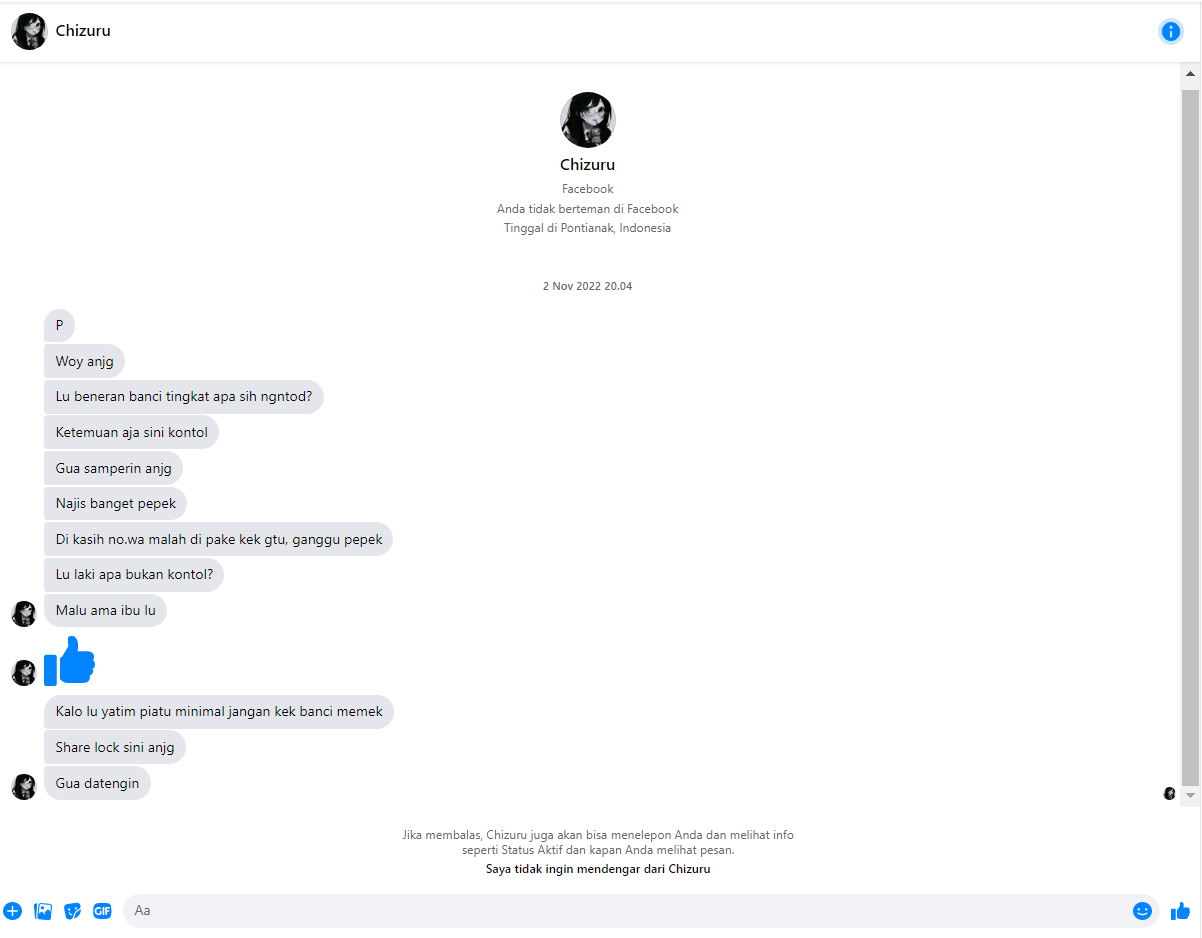 Chizuru
Chizuru
Facebook
Anda tidak berteman di Facebook
Tinggal di Pontianak, Indonesia
2 Nov 2022 20.04
P
Woy anjg
Lu beneran banci tingkat apa sih ngntod?
Ketemuan aja sini kontol
Gua samperin anjg
Najis banget pepek
Di kasih no.wa malah di pake kek gtu, ganggu pepek
Lu laki apa bukan kontol?
Malu ama ibu lu
Kalo lu yatim piatu minimal jangan kek banci memek
Share lock sini anjg
Gua datengin
Jika membalas, Chizuru juga akan bisa menelepon Anda dan melihat info
seperti Status Aktif dan kapan Anda melihat pesan.
Saya tidak ingin mendengar dari Chizuru
GIF
Aa